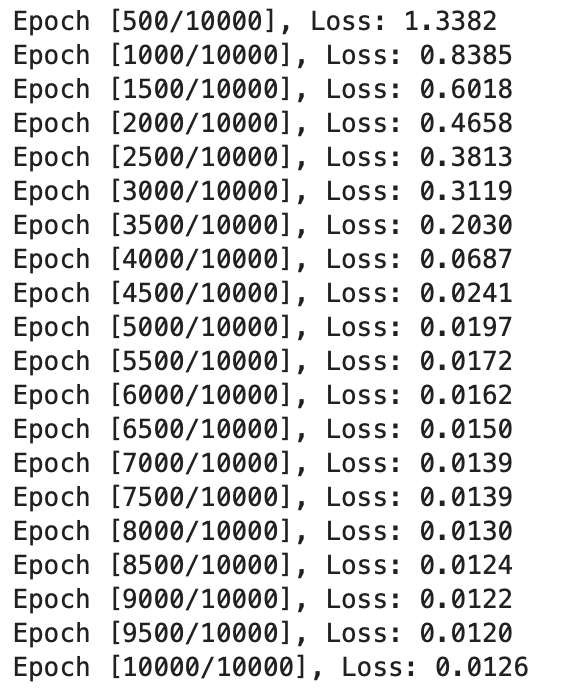 Epoch [500/10000], Loss: 1.3382
Epoch [1000/10000], Loss: 0.8385
Epoch [1500/10000], Loss: 0.6018
Epoch [2000/10000], Loss: 0.4658
Epoch [2500/10000], Loss: 0.3813
Epoch [3000/10000], Loss: 0.3119
Epoch [3500/10000], Loss: 0.2030
Epoch [4000/10000], Loss: 0.0687
Epoch [4500/10000], Loss: 0.0241
Epoch [5000/10000], Loss: 0.0197
Epoch [5500/10000], Loss: 0.0172
Epoch [6000/10000], Loss: 0.0162
Epoch [6500/10000], Loss: 0.0150
Epoch [7000/10000], Loss: 0.0139
Epoch [7500/10000], Loss: 0.0139
Epoch [8000/10000], Loss: 0.0130
Epoch [8500/10000], Loss: 0.0124
Epoch [9000/10000], Loss: 0.0122
Epoch [9500/10000], Loss: 0.0120
Epoch [10000/10000], Loss: 0.0126